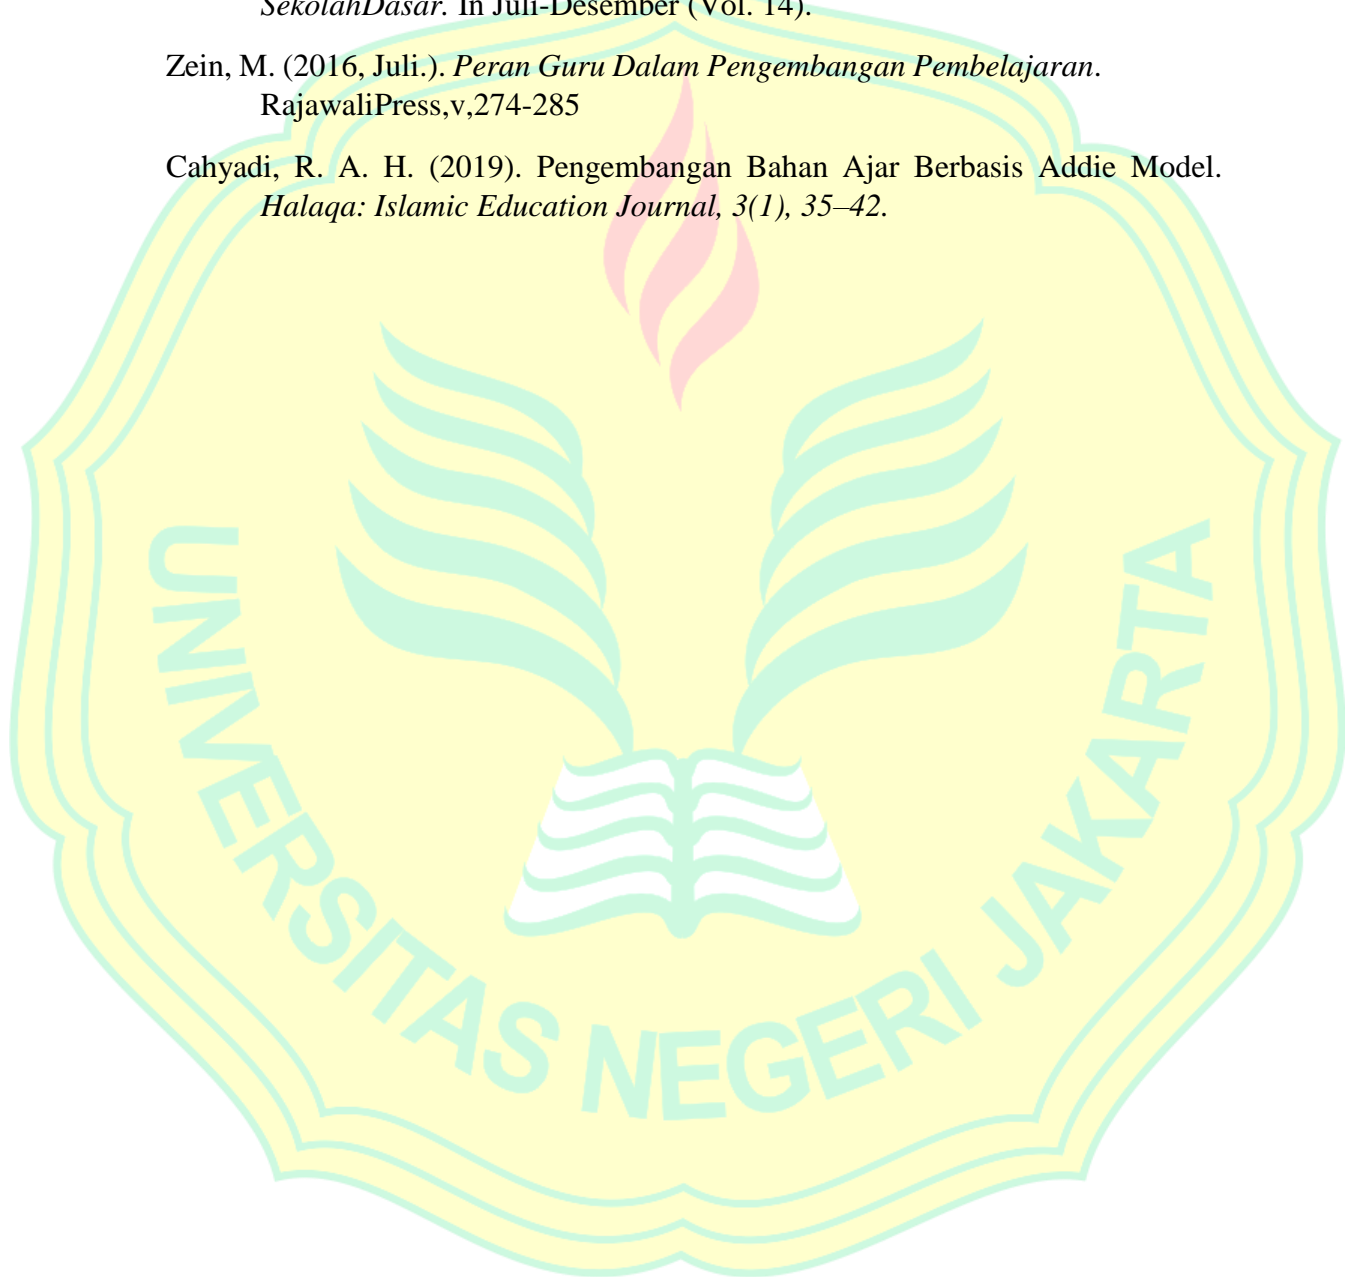 SekolahDasar. In Juli-Desember (Vol. 14).
Zein, M. (2016, Juli.). Peran Guru Dalam Pengembangan Pembelajaran.
RajawaliPress,v,274-285
Cahyadi, R. A. H. (2019). Pengembangan Bahan Ajar Berbasis Addie Model.
Halaqa: Islamic Education Journal, 3(1), 35–42.
UNIVERSITAS NEGERI JAKARTA